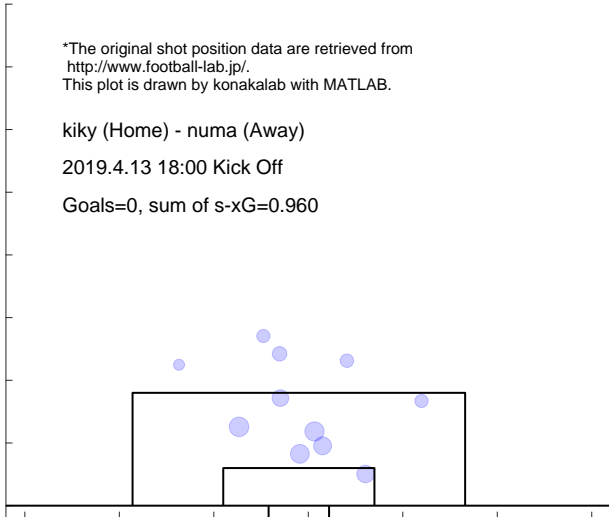 *The original shot position data are retrieved from
http://www.football-lab.jp/.
This plot is drawn by konakalab with MATLAB.
kiky (Home) - numa (Away)
2019.4.13 18:00 Kick Off
Goals=0, sum of s-xG=0.960